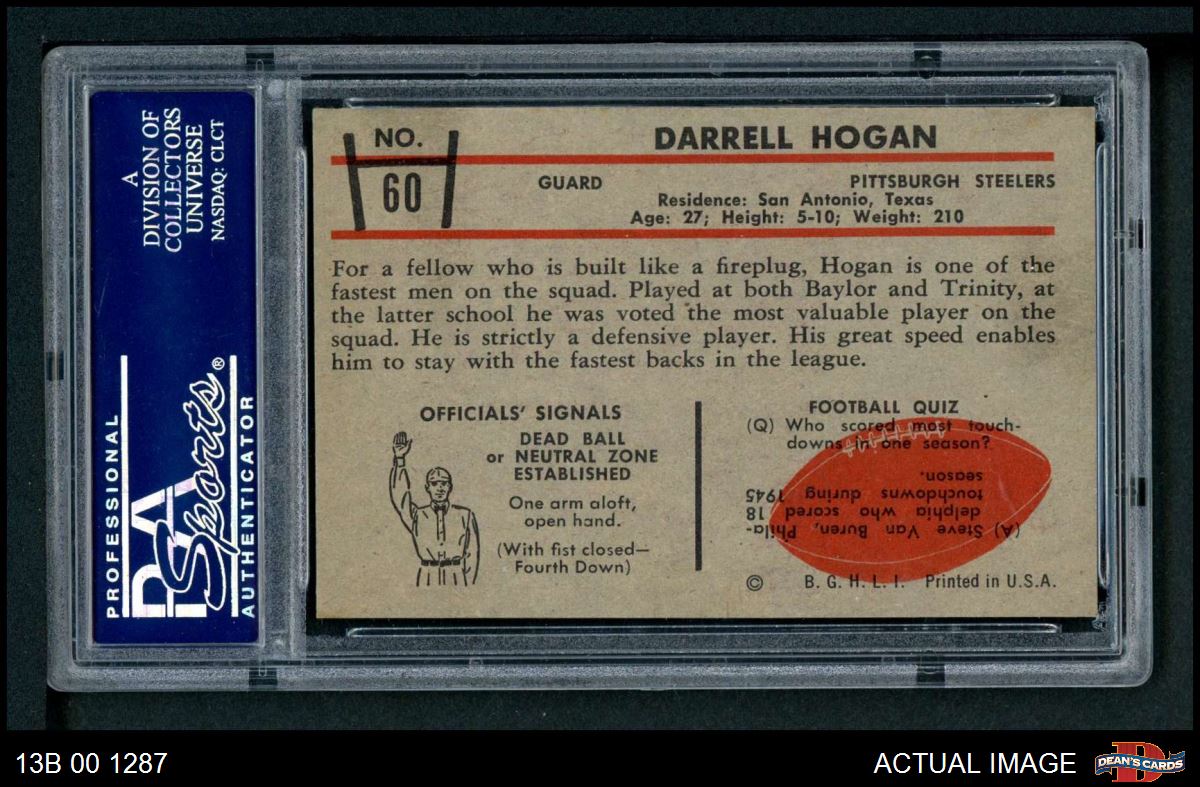 A
DIVISION OF
COLLECTORS
UNIVERSE
NASDAQ: CLCT
PROFESSIONAL
PSA
Sports®
AUTHENTICATOR
NO.
60
DARRELL HOGAN
GUARD
PITTSBURGH STEELERS
Residence: San Antonio, Texas
Age: 27; Height: 5-10; Weight: 210
For a fellow who is built like a fireplug, Hogan is one of the
fastest men on the squad. Played at both Baylor and Trinity, at
the latter school he was voted the most valuable player on the
squad. He is strictly a defensive player. His great speed enables
him to stay with the fastest backs in the league.
OFFICIALS' SIGNALS
DEAD BALL
or NEUTRAL ZONE
ESTABLISHED
One arm aloft,
open hand.
(With fist closed—
Fourth Down)
FOOTBALL QUIZ
(Q) Who scored most touch-
downs in one season?
(A) Steve Van Buren, Phila-
delphia who scored 18
touchdowns during 1945
season.
© B. G. H. L. I. Printed in U.S.A.
13B 00 1287
ACTUAL IMAGE
D
DEAN'S CARDS